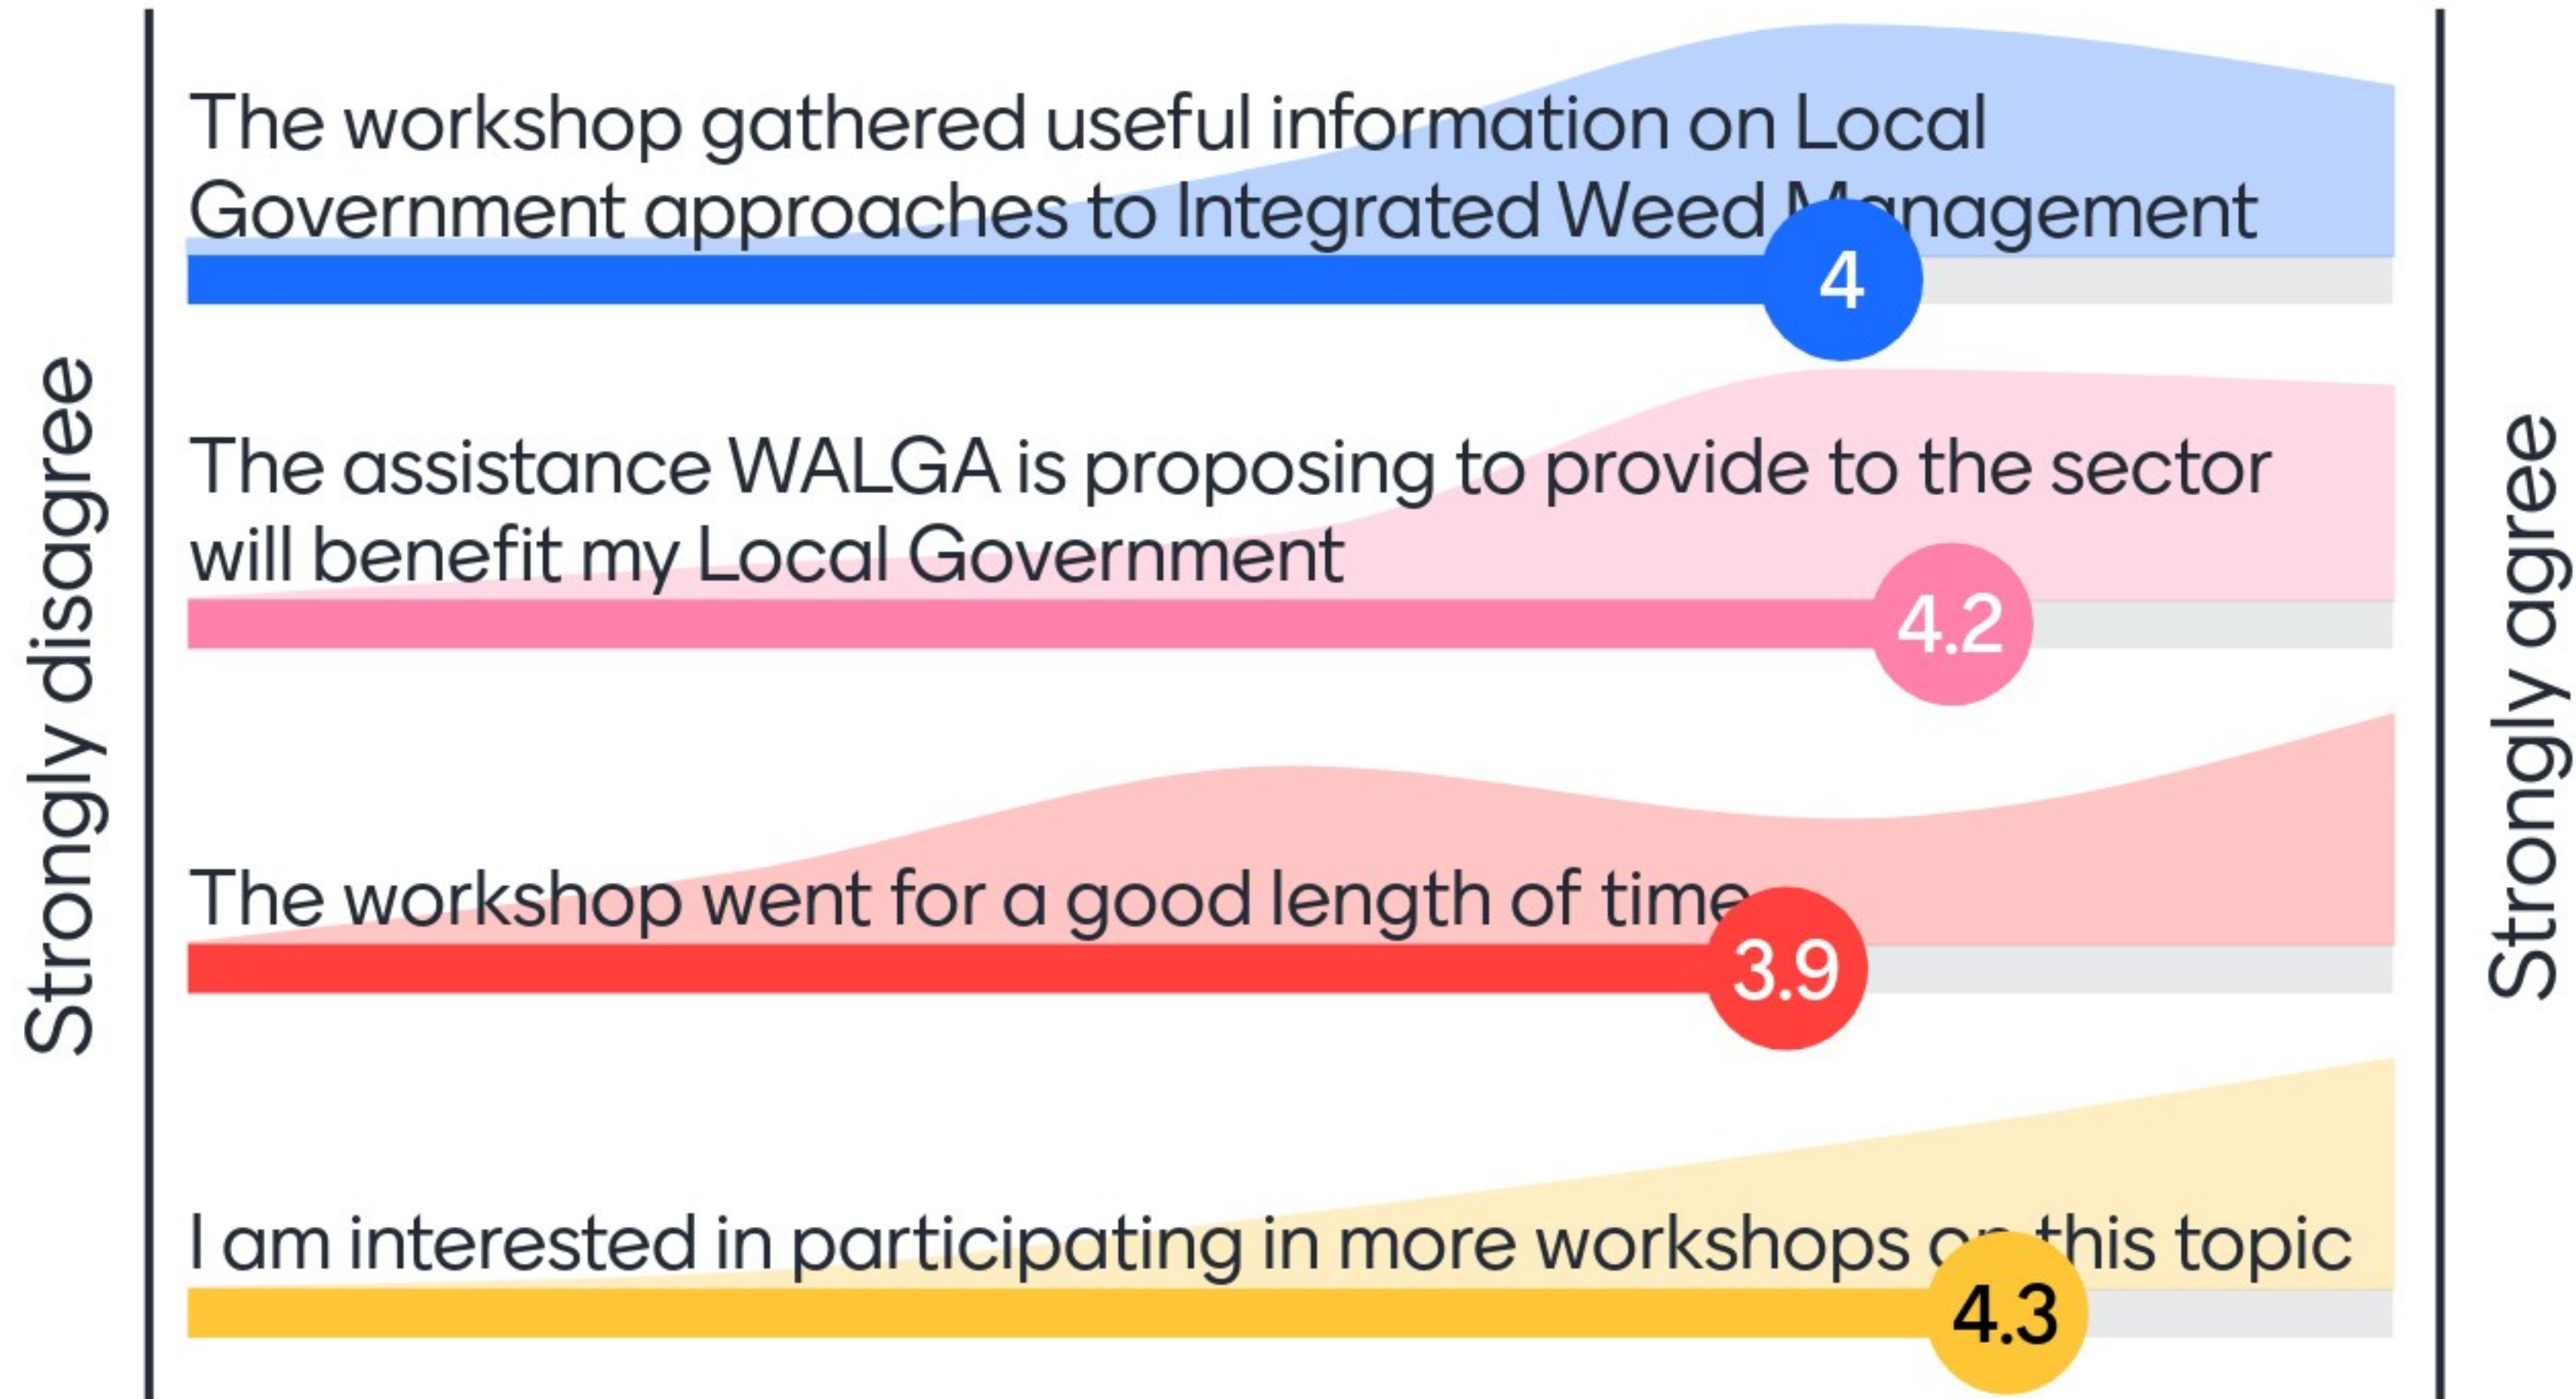 Strongly disagree
The workshop gathered useful information on Local
Government approaches to Integrated Weed Management
4
The assistance WALGA is proposing to provide to the sector
will benefit my Local Government
4.2
The workshop went for a good length of time
3.9
I am interested in participating in more workshops on this topic
4.3
Strongly agree